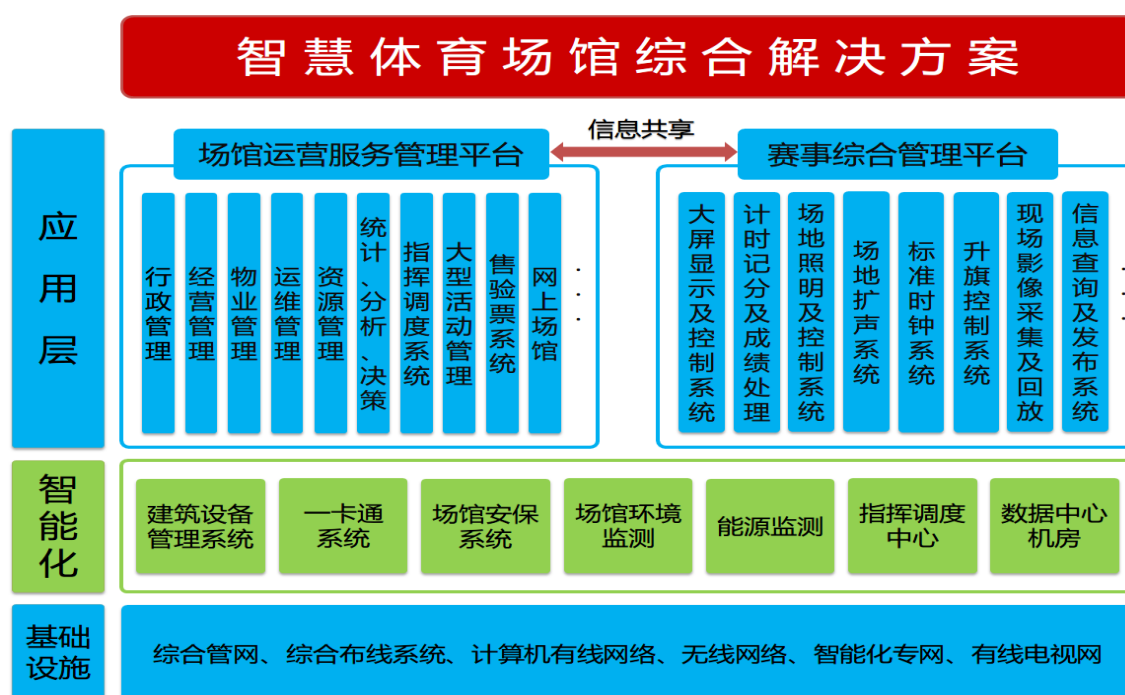 智慧体育场馆综合解决方案
信息共享
应用层
场馆运营服务管理平台
行政管理
经营管理
物业管理
运维管理
资源管理
统计、分析、决策
指挥调度系统
大型活动管理
售验票系统
网上场馆
...
赛事综合管理平台
大屏显示及控制系统
计时记分及成绩处理
场地照明及控制系统
场地扩声系统
标准时钟系统
升旗控制系统
现场影像采集及回放
信息查询及发布系统
...
智能化
建筑设备
管理系统
一卡通
系统
场馆安保
系统
场馆环境
监测
能源监测
指挥调度
中心
数据中心
机房
基础
设施
综合管网、综合布线系统、计算机有线网络、无线网络、智能化专网、有线电视网